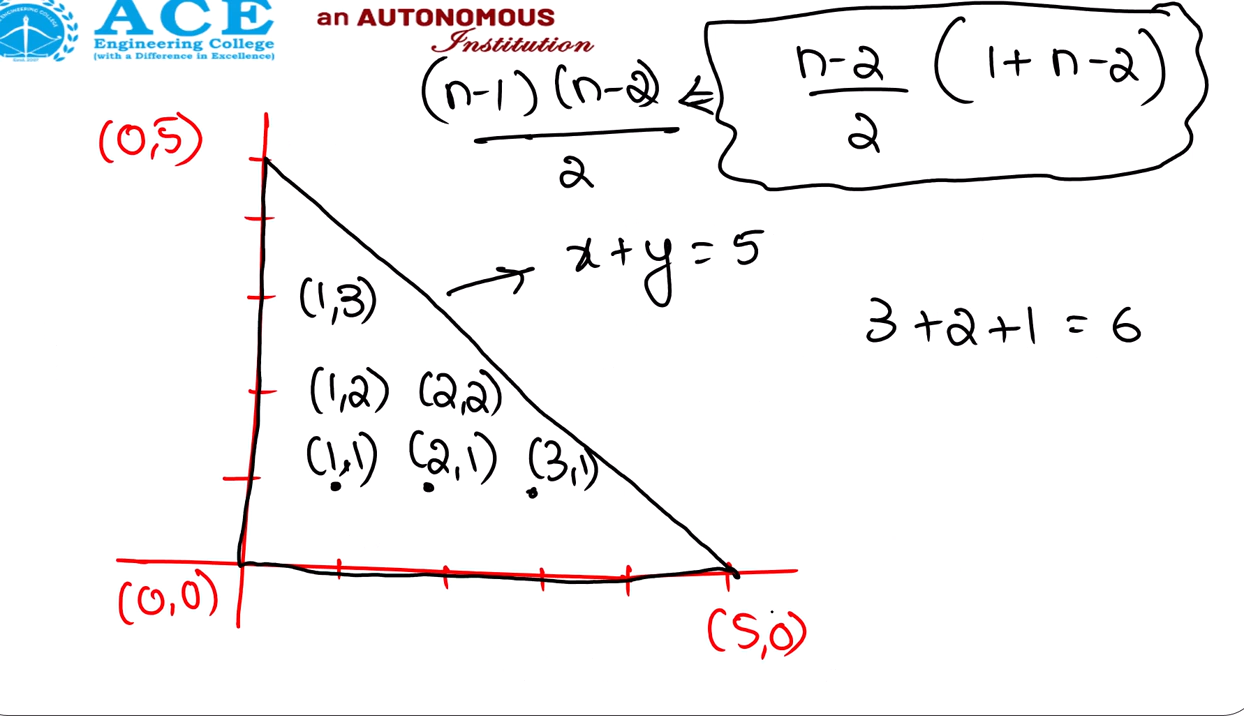 ACE
Engineering College
(with a Difference in Excellence)
an AUTONOMOUS
Institution
(n-1)(n-2)/2 ⇐ n-2/2 (1+n-2)
(0,5)
x+y=5
(1,3)
3+2+1=6
(1,2) (2,2)
(1,1) (2,1) (3,1)
(0,0)
(5,0)